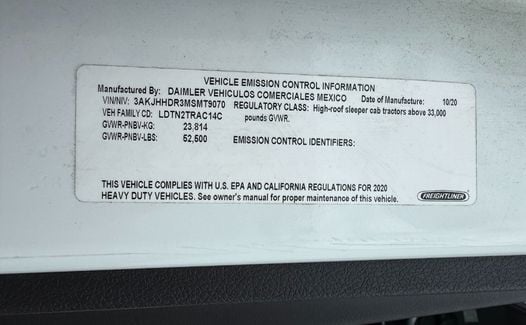 VEHICLE EMISSION CONTROL INFORMATION
Manufactured By: DAIMLER VEHICULOS COMERCIALES MEXICO Date of Manufacture: 10/20
VIN/NIV: 3AKJHHDR3MSMT9070 REGULATORY CLASS: High-roof sleeper cab tractors above 33,000
VEH FAMILY CD: LDTN2TRAC14C pounds GVWR.
GVWR-PNBV-KG: 23,814
GVWR-PNBV-LBS: 52,500 EMISSION CONTROL IDENTIFIERS:
THIS VEHICLE COMPLIES WITH U.S. EPA AND CALIFORNIA REGULATIONS FOR 2020
HEAVY DUTY VEHICLES. See owner's manual for proper maintenance of this vehicle. FREIGHTLINER